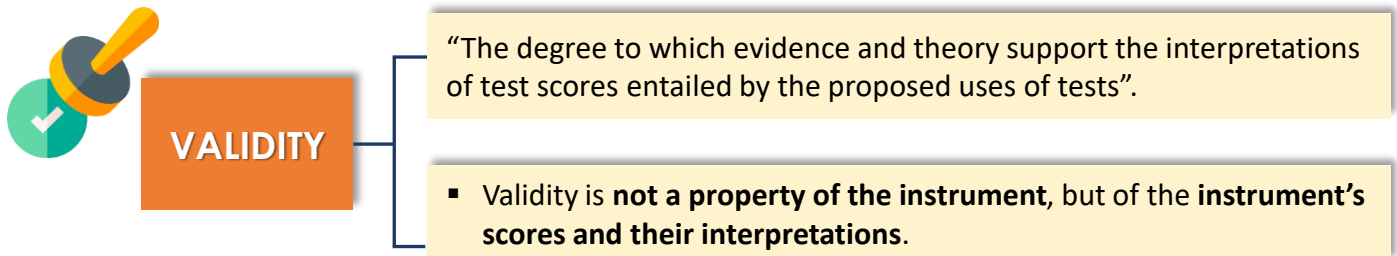 VALIDITY
“The degree to which evidence and theory support the interpretations
of test scores entailed by the proposed uses of tests”.
▪ Validity is not a property of the instrument, but of the instrument’s
scores and their interpretations.